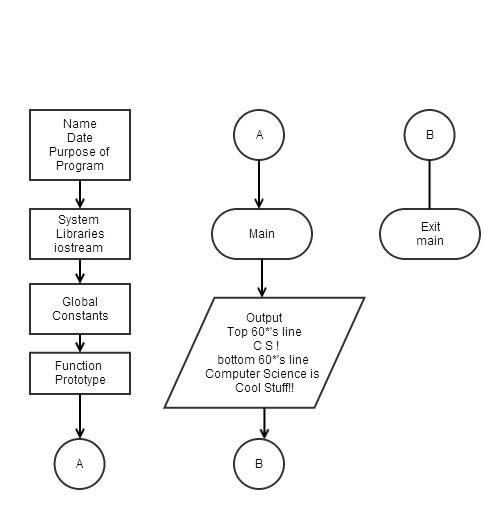 Name
Date
Purpose of
Program
System
Libraries
iostream
Global
Constants
Function
Prototype
A
A
Main
Output
Top 60*'s line
C S !
bottom 60*'s line
Computer Science is
Cool Stuff!!
B
B
Exit
main